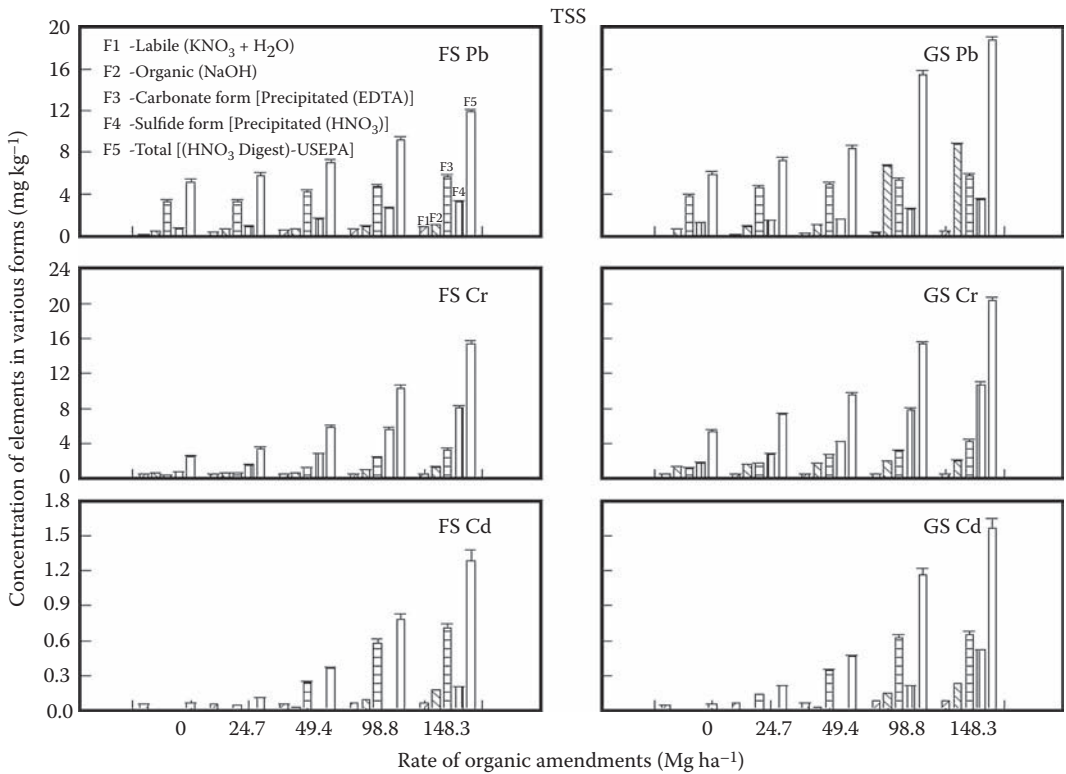 TSS
Concentration of elements in various forms (mg kg–1)
20
16
12
8
4
0
F1 -Labile (KNO3 + H2O)
F2 -Organic (NaOH)
F3 -Carbonate form [Precipitated (EDTA)]
F4 -Sulfide form [Precipitated (HNO3)]
F5 -Total [(HNO3 Digest)-USEPA]
FS Pb
F1
F2
F3
F4
F5
GS Pb
24
20
16
12
8
4
0
FS Cr
GS Cr
1.8
1.5
1.2
0.9
0.6
0.3
0.0
FS Cd
GS Cd
0 24.7 49.4 98.8 148.3
0 24.7 49.4 98.8 148.3
Rate of organic amendments (Mg ha–1)